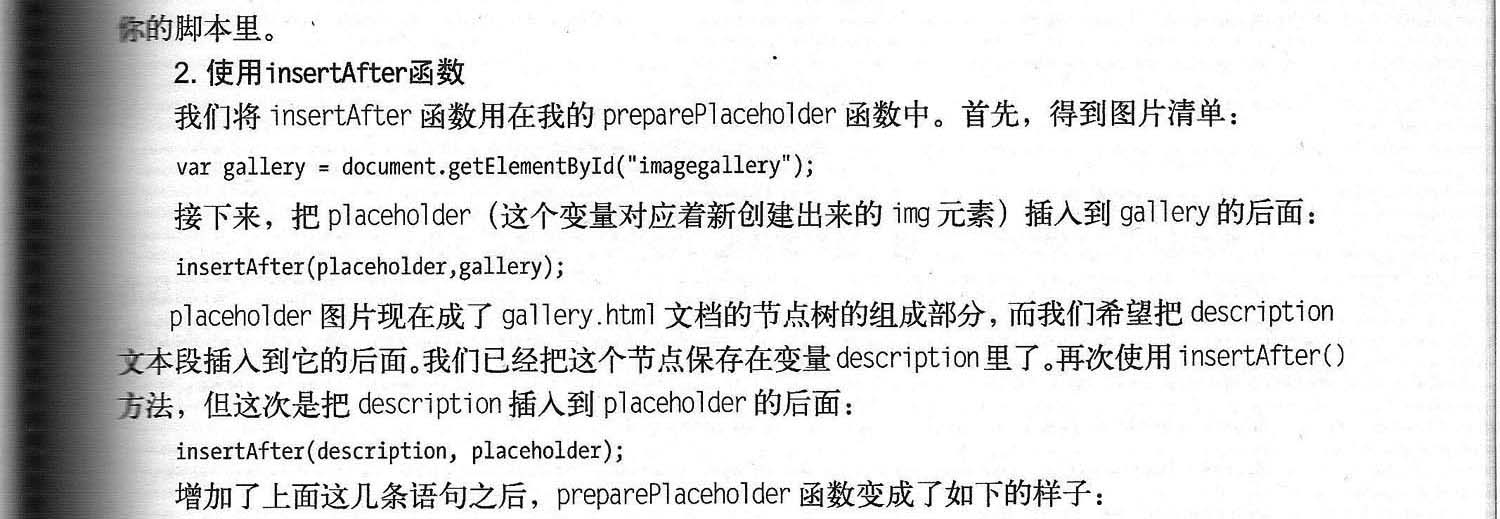 你的脚本里。
2. 使用insertAfter函数
我们将 insertAfter 函数用在我的 preparePlaceholder 函数中。首先，得到图片清单：
var gallery = document.getElementById("imagegallery");
接下来，把 placeholder（这个变量对应着新创建出来的 img 元素）插入到 gallery 的后面：
insertAfter(placeholder,gallery);
placeholder 图片现在成了 gallery.html 文档的节点树的组成部分，而我们希望把 description
文本段插入到它的后面。我们已经把这个节点保存在变量 description 里了。再次使用 insertAfter()
方法，但这次是把 description 插入到 placeholder 的后面：
insertAfter(description, placeholder);
增加了上面这几条语句之后，preparePlaceholder 函数变成了如下的样子：